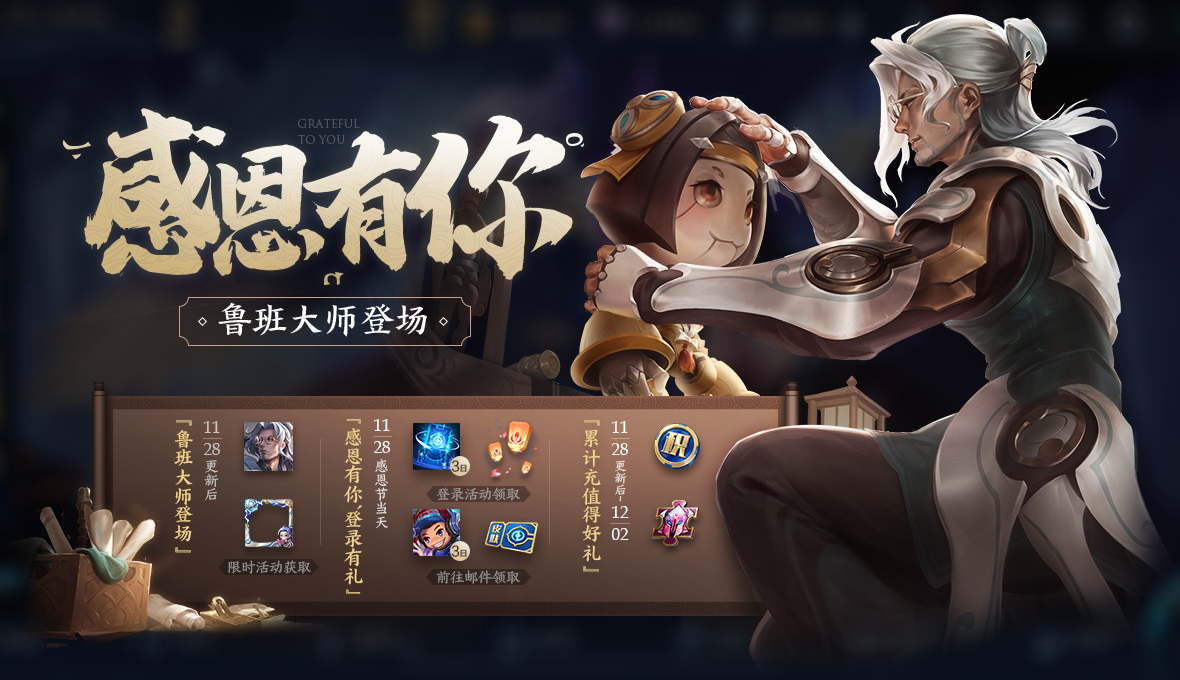 GRATEFUL
TO YOU
感恩有你
鲁班大师登场
『鲁班大师登场』
11
28
更新后
限时活动获取
『感恩有你,登录有礼』
11
28
感恩节当天
3日
登录活动领取
3日
皮肤
前往邮件领取
『累计充值得好礼』
11
28
更新后-
12
02
积